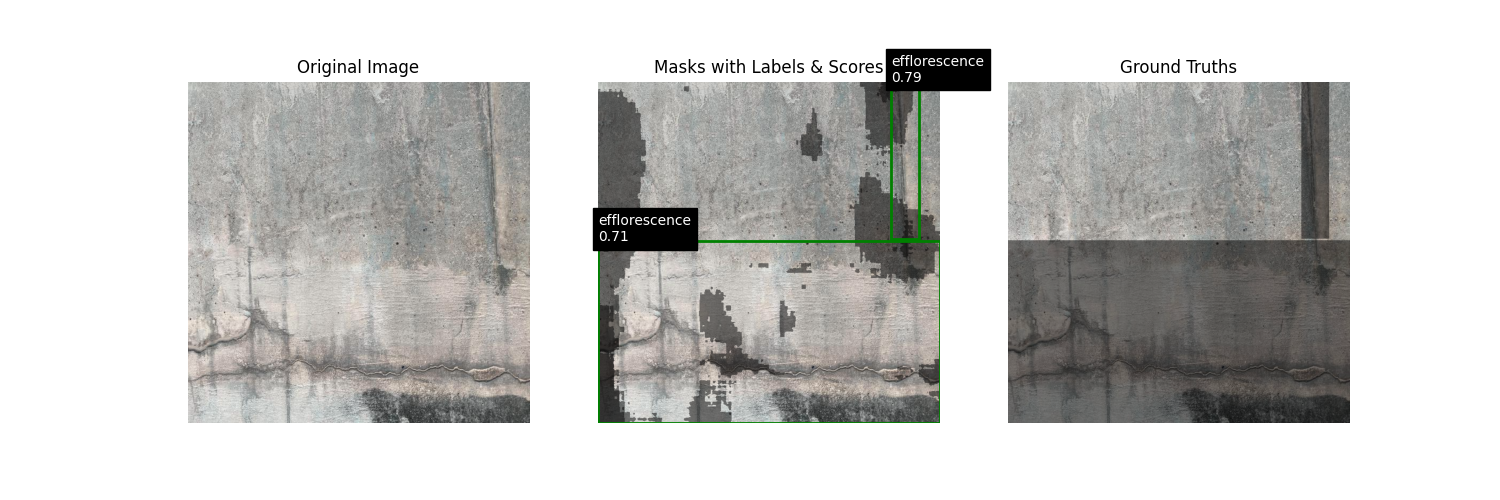 Original Image
Masks with Labels & Scores
efflorescence
0.79
Ground Truths
efflorescence
0.71